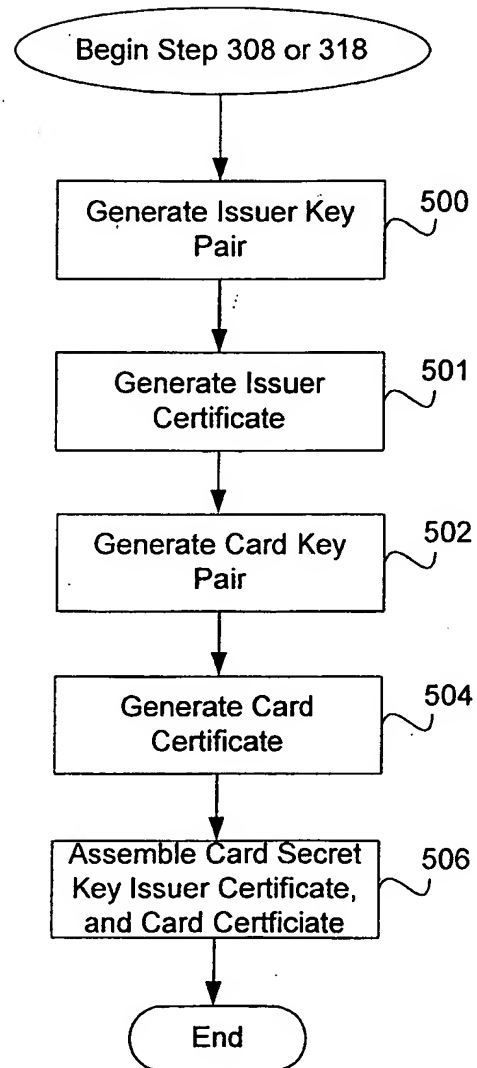 Begin Step 308 or 318
Generate Issuer Key
Pair
500
Generate Issuer
Certificate
501
Generate Card Key
Pair
502
Generate Card
Certificate
504
Assemble Card Secret
Key Issuer Certificate,
and Card Certficiate
506
End